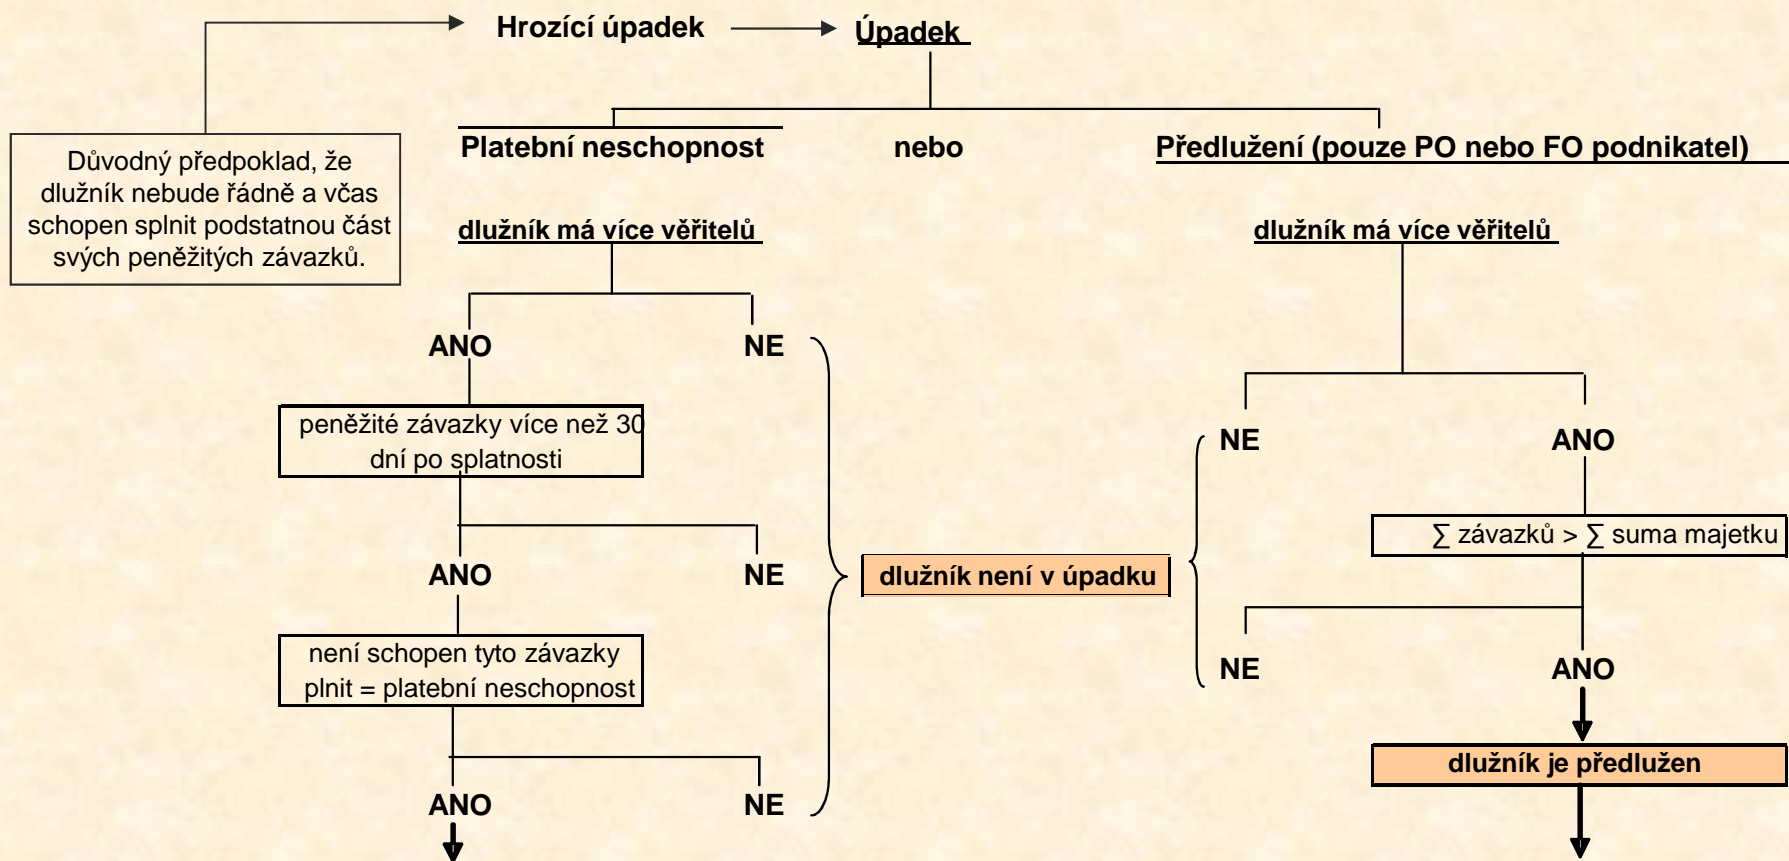 Hrozící úpadek
Úpadek
Důvodný předpoklad, že
dlužník nebude řádně a včas
schopen splnit podstatnou část
svých peněžitých závazků.
Platební neschopnost
nebo
Předlužení (pouze PO nebo FO podnikatel)
dlužník má více věřitelů
dlužník má více věřitelů
ANO
NE
peněžité závazky více než 30
dní po splatnosti
NE
ANO
∑ závazků > ∑ suma majetku
ANO
NE
dlužník není v úpadku
není schopen tyto závazky
plnit = platební neschopnost
NE
ANO
dlužník je předlužen
ANO
NE